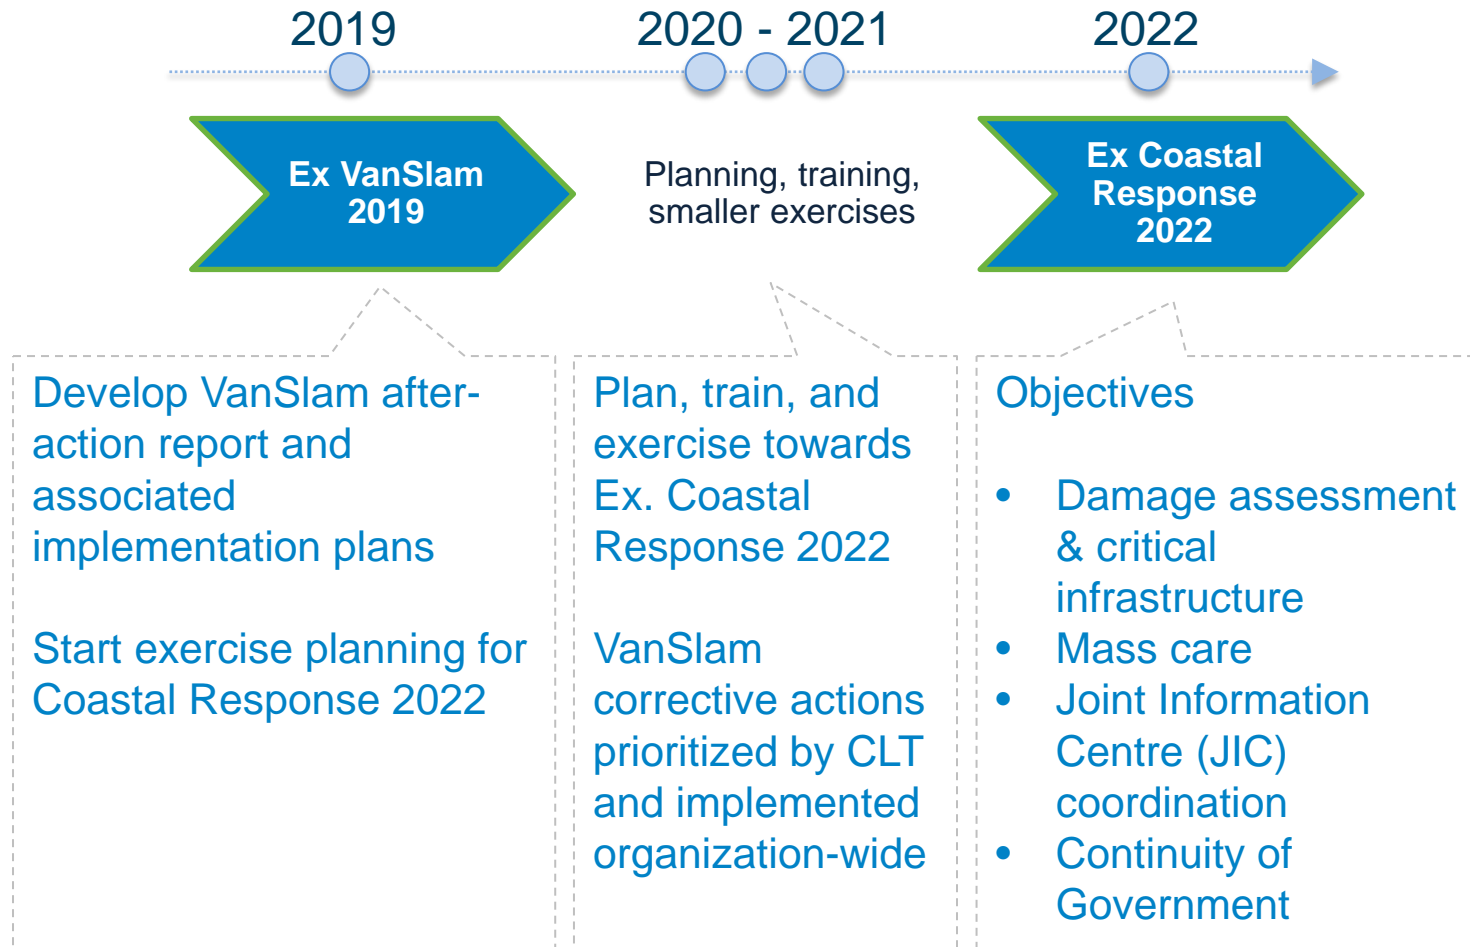 2019
2020 - 2021
2022
Ex VanSlam
2019
Planning, training,
smaller exercises
Ex Coastal
Response
2022
Develop VanSlam after-
action report and
associated
implementation plans
Start exercise planning for
Coastal Response 2022
Plan, train, and
exercise towards
Ex. Coastal
Response 2022
VanSlam
corrective actions
prioritized by CLT
and implemented
organization-wide
Objectives
• Damage assessment
& critical
infrastructure
• Mass care
• Joint Information
Centre (JIC)
coordination
• Continuity of
Government